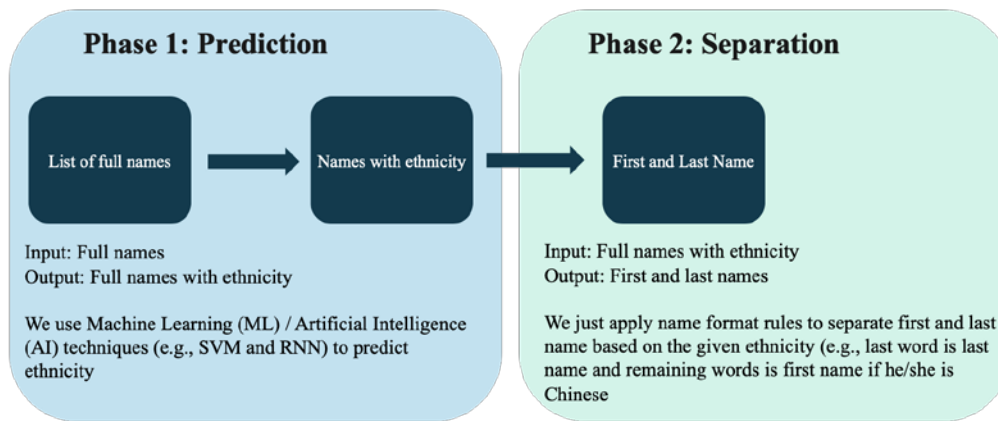 Phase 1: Prediction
List of full names
Names with ethnicity
Input: Full names
Output: Full names with ethnicity
We use Machine Learning (ML) / Artificial Intelligence
(AI) techniques (e.g., SVM and RNN) to predict
ethnicity
Phase 2: Separation
First and Last Name
Input: Full names with ethnicity
Output: First and last names
We just apply name format rules to separate first and last
name based on the given ethnicity (e.g., last word is last
name and remaining words is first name if he/she is
Chinese